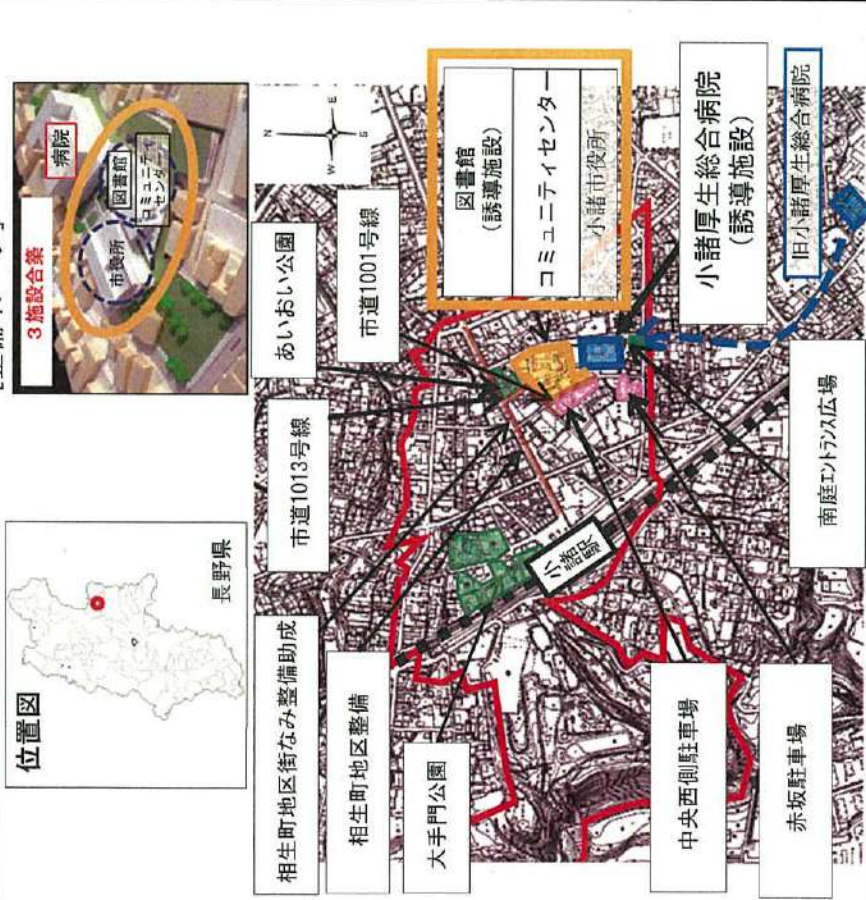 位置図
長野県
3施設合築
病院
市役所
図書館
コミュニティ
センター
N
W
E
S
相生町地区街なみ整備助成
市道1013号線
あいおい公園
相生町地区整備
市道1001号線
大手門公園
図書館
(誘導施設)
コミュニティセンター
小諸市役所
小諸厚生総合病院
(誘導施設)
旧小諸厚生総合病院
小諸駅
中央西側駐車場
赤坂駐車場
南庭エントランス広場